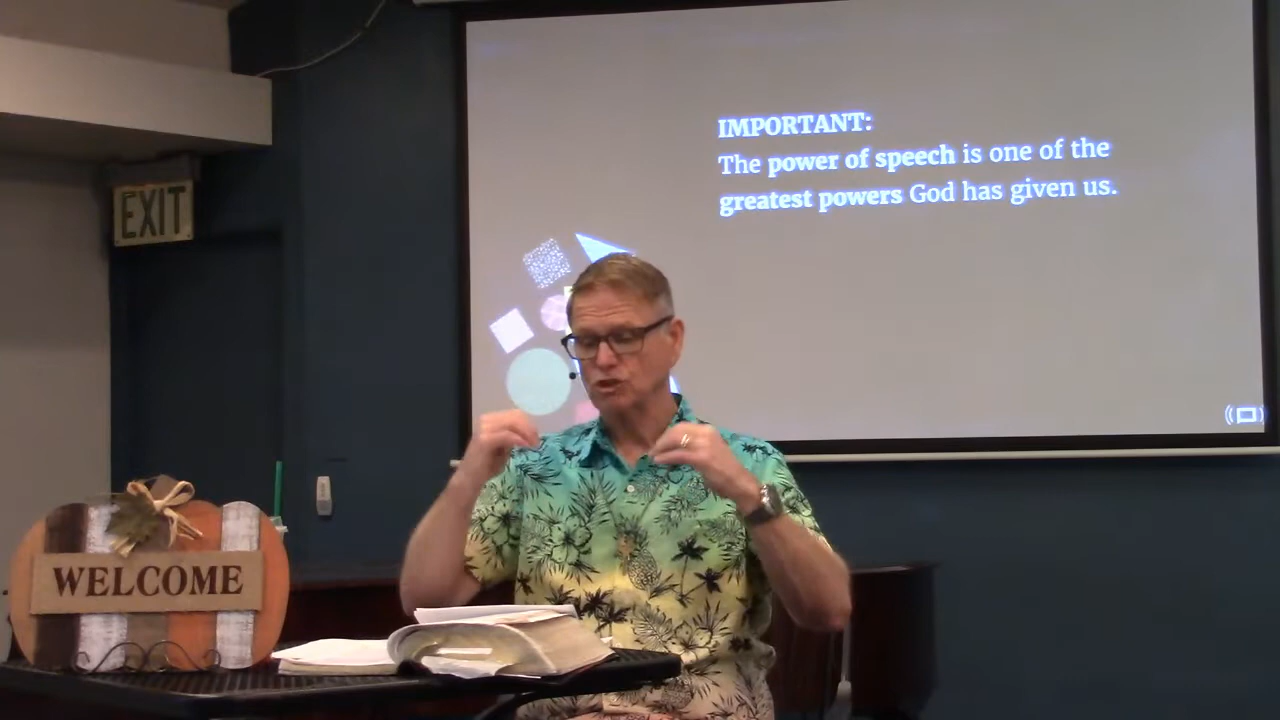 IMPORTANT:
The power of speech is one of the
greatest powers God has given us.
EXIT
WELCOME